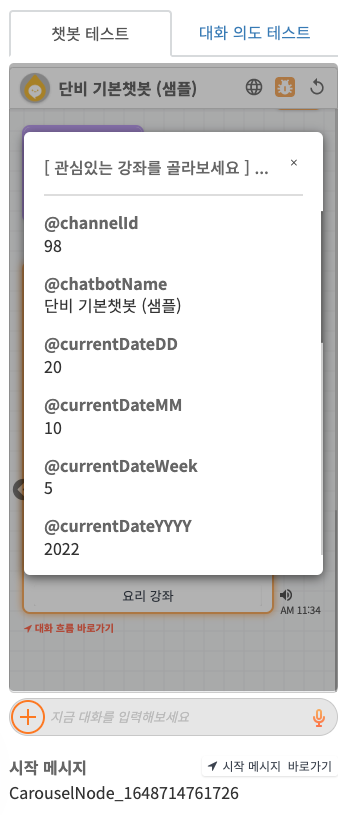 챗봇 테스트
대화 의도 테스트
단비 기본챗봇 (샘플)
[ 관심있는 강좌를 골라보세요 ] ...
×
@channelId
98
@chatbotName
단비 기본챗봇 (샘플)
@currentDateDD
20
@currentDateMM
10
@currentDateWeek
5
@currentDateYYYY
2022
요리 강좌
AM 11:34
대화 흐름 바로가기
지금 대화를 입력해보세요
시작 메시지
시작 메시지 바로가기
CarouselNode_1648714761726